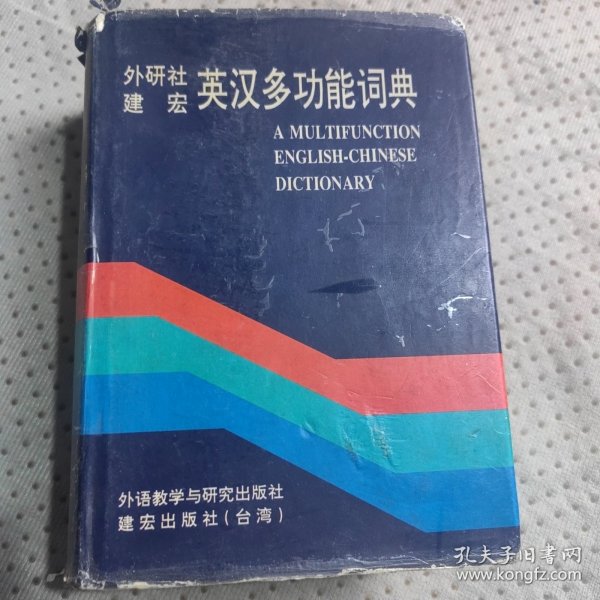 外研社
建宏
英汉多功能词典
A MULTIFUNCTION
ENGLISH-CHINESE
DICTIONARY
外语教学与研究出版社
建宏出版社(台湾)
孔夫子旧书网
www.kongfz.com